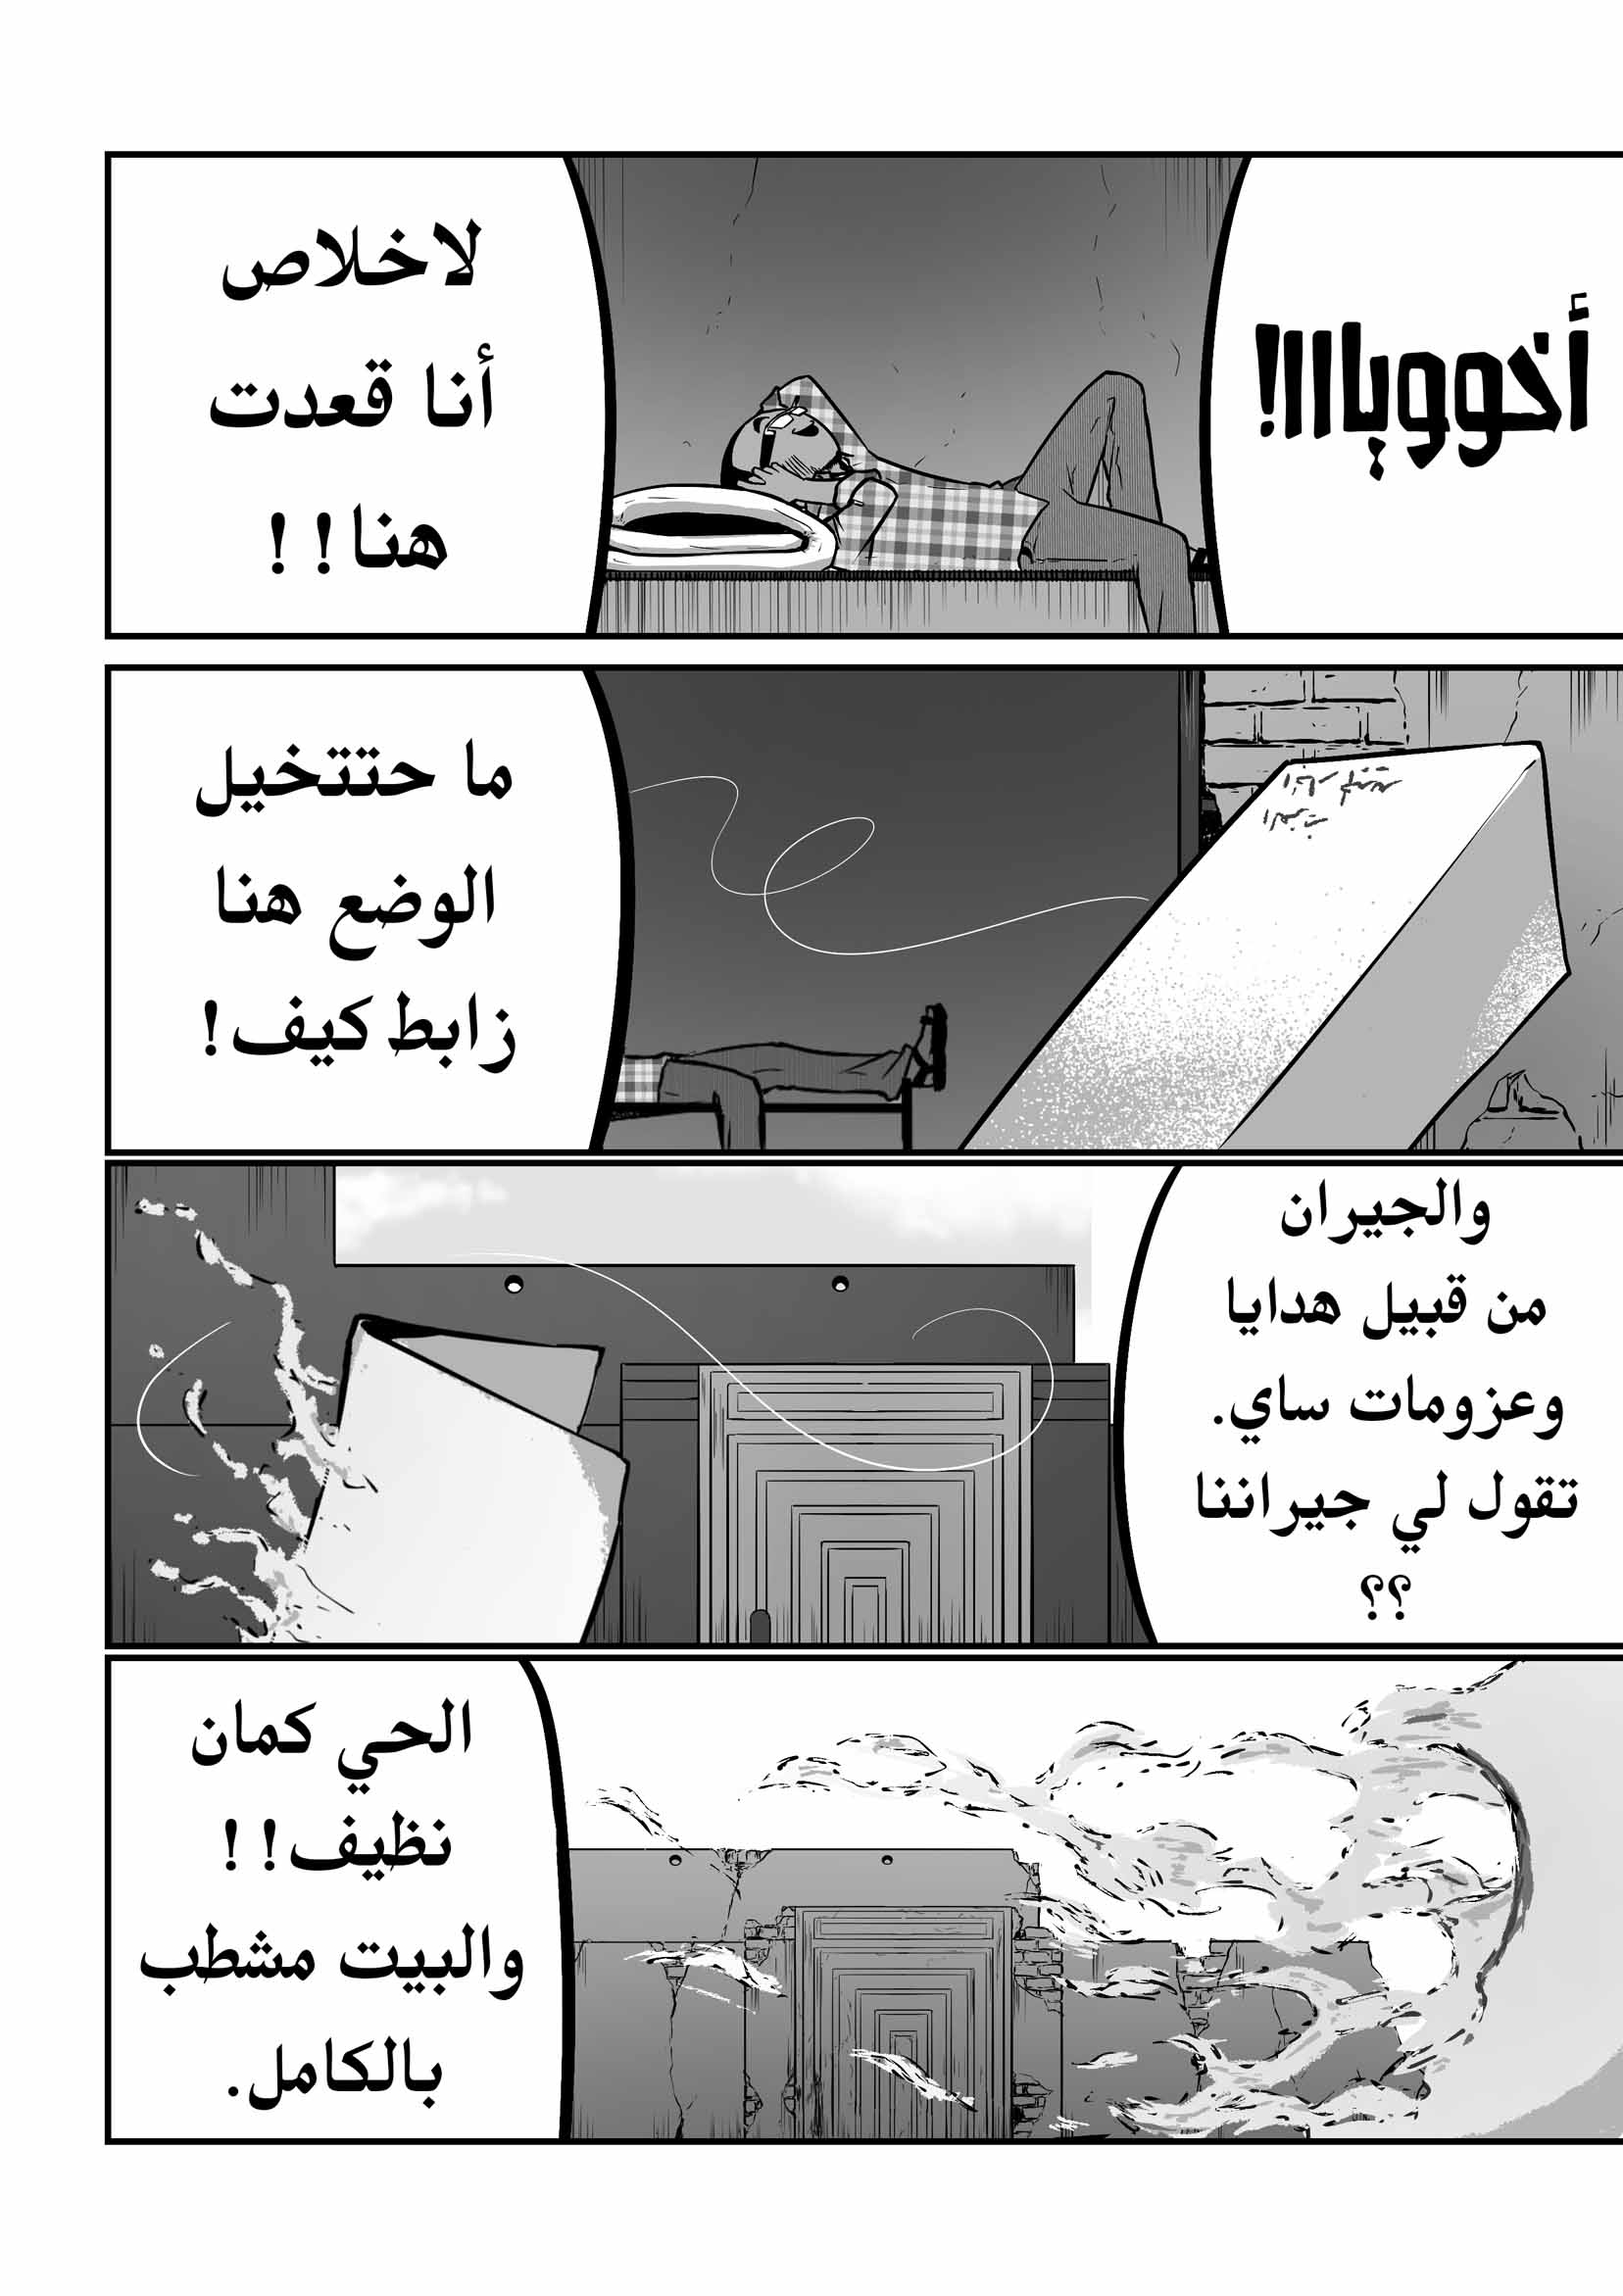 أخوويااا!
لاخلاص
أنا قعدت
هنا!!
ما حتتخيل
الوضع هنا
زابط كيف!
والجيران
من قبيل هدايا
وعزومات ساي.
تقول لي جيراننا
؟؟
الحي كمان
نظيف!!
والبيت مشطب
بالكامل.